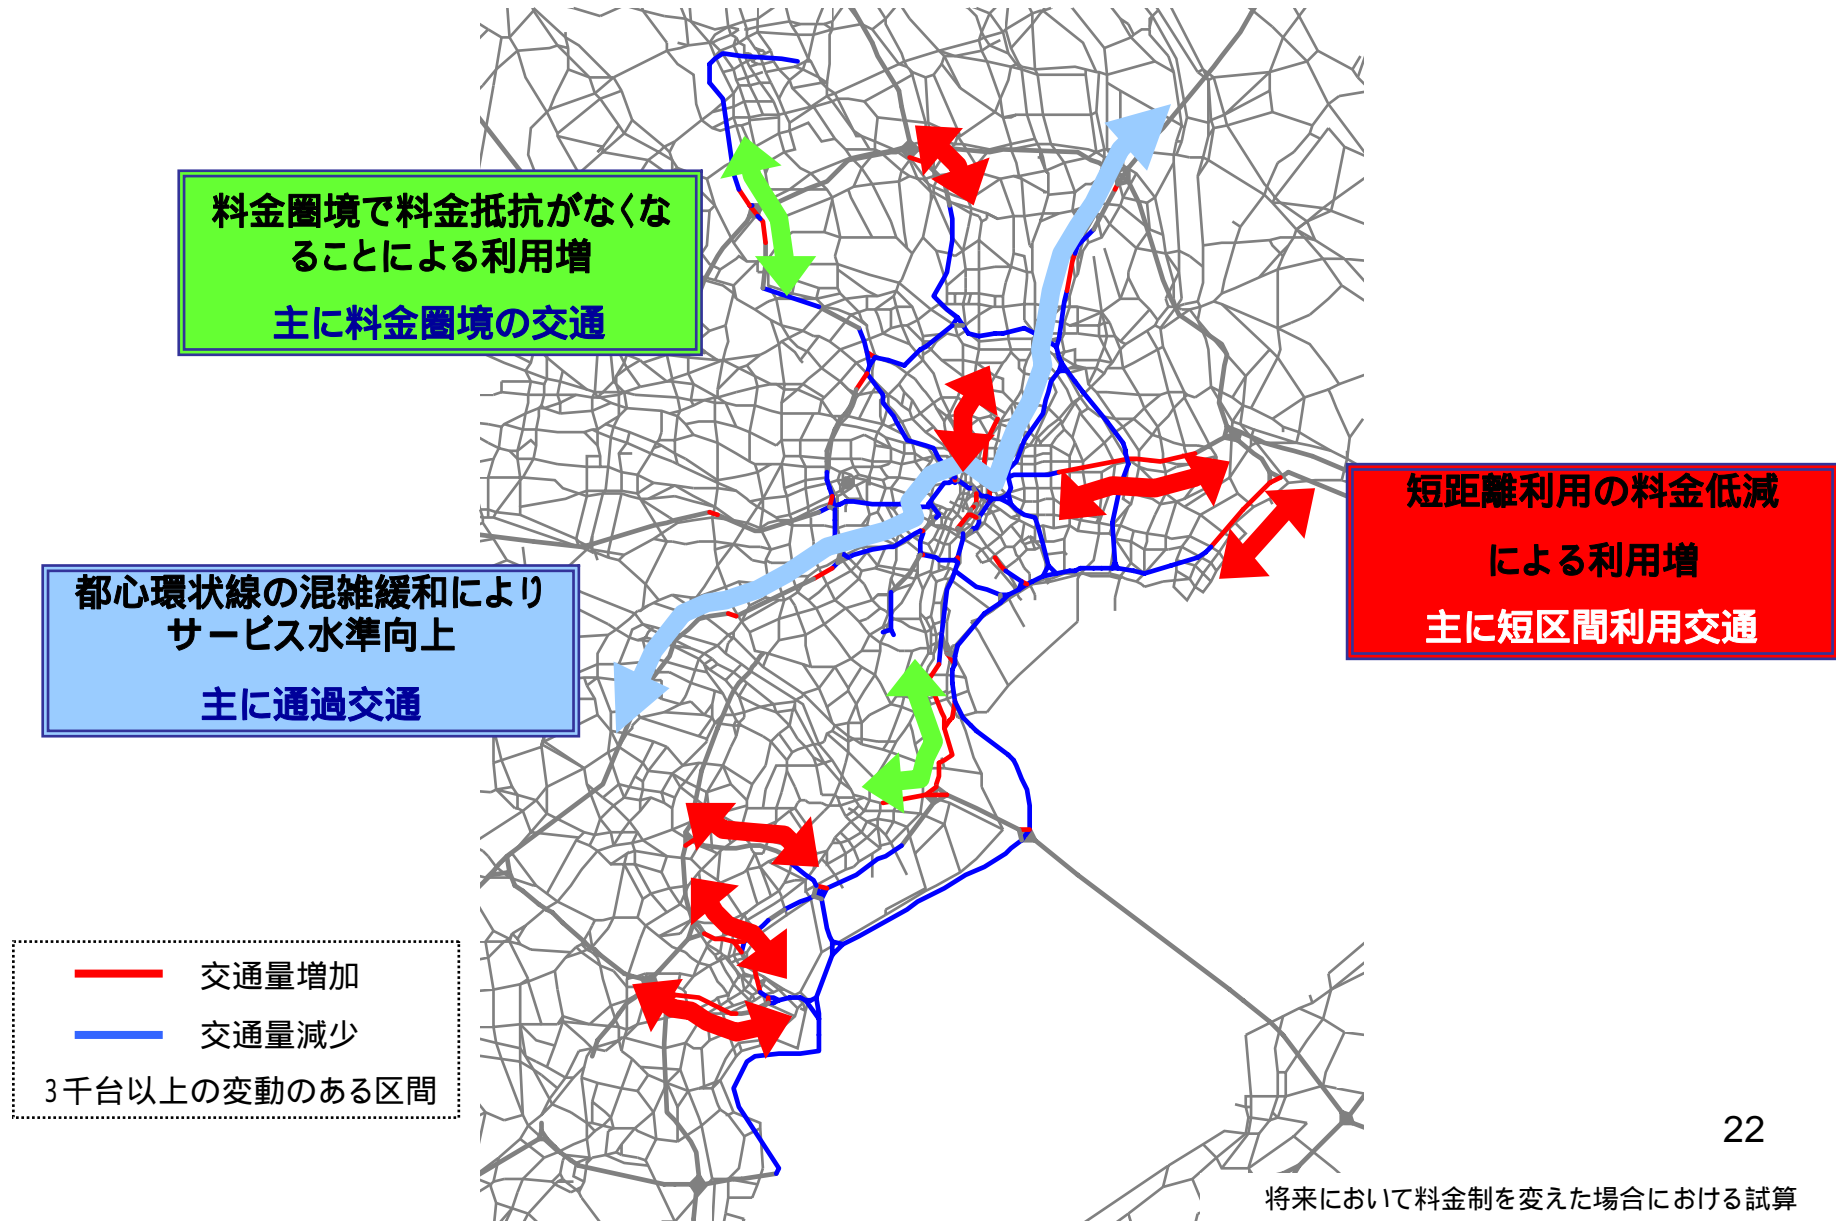 料金圏境で料金抵抗がなくな
ることによる利用増
主に料金圏境の交通
短距離利用の料金低減
による利用増
主に短区間利用交通
都心環状線の混雑緩和により
サービス水準向上
主に通過交通
交通量増加
交通量減少
3千台以上の変動のある区間
22
将来において料金制を変えた場合における試算